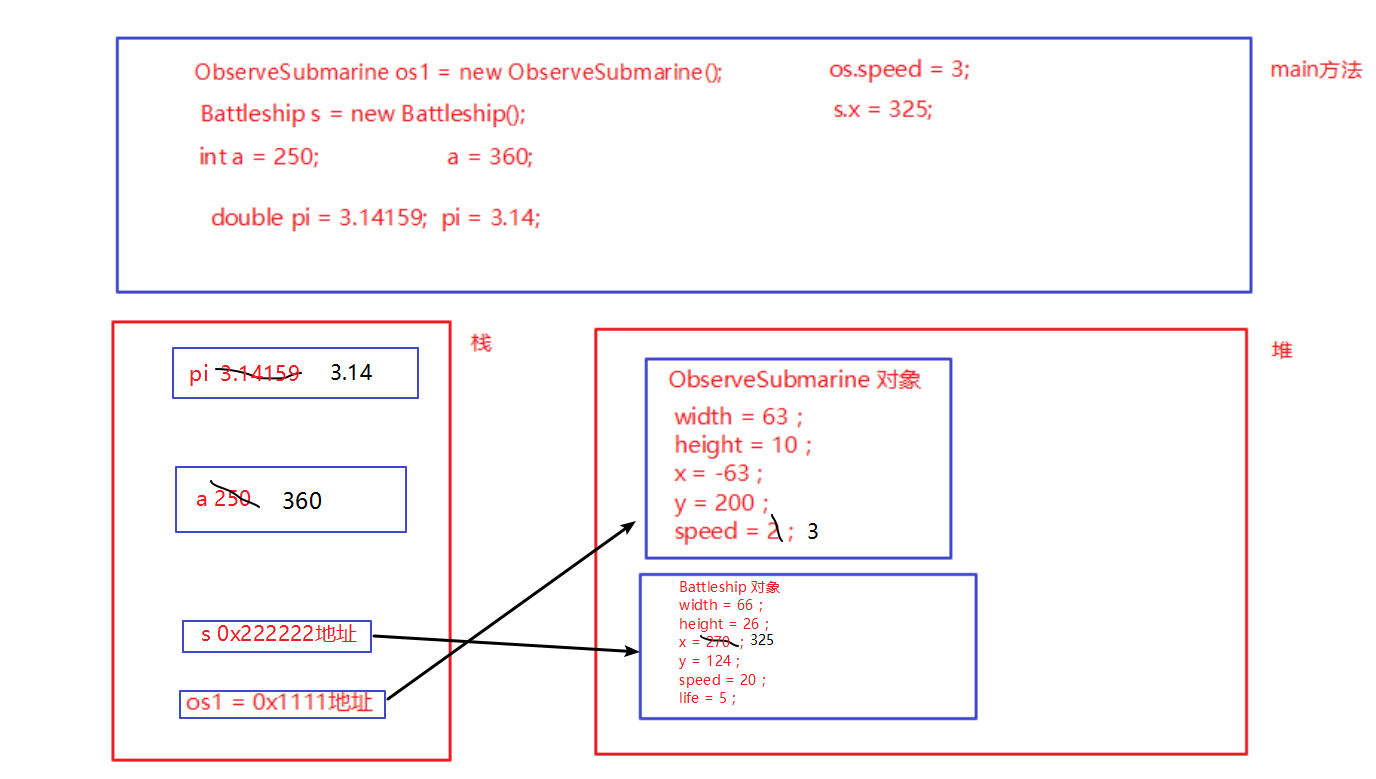 ObserveSubmarine os1 = new ObserveSubmarine();
os.speed = 3;
main方法
Battleship s = new Battleship();
s.x = 325;
int a = 250;
a = 360;
double pi = 3.14159; pi = 3.14;
栈
pi 3.14159 3.14
a 250 360
s 0x222222地址
os1 = 0x1111地址
堆
ObserveSubmarine 对象
width = 63 ;
height = 10 ;
x = -63 ;
y = 200 ;
speed = 2 ; 3
Battleship 对象
width = 66 ;
height = 26 ;
x = 270 ; 325
y = 124 ;
speed = 20 ;
life = 5 ;